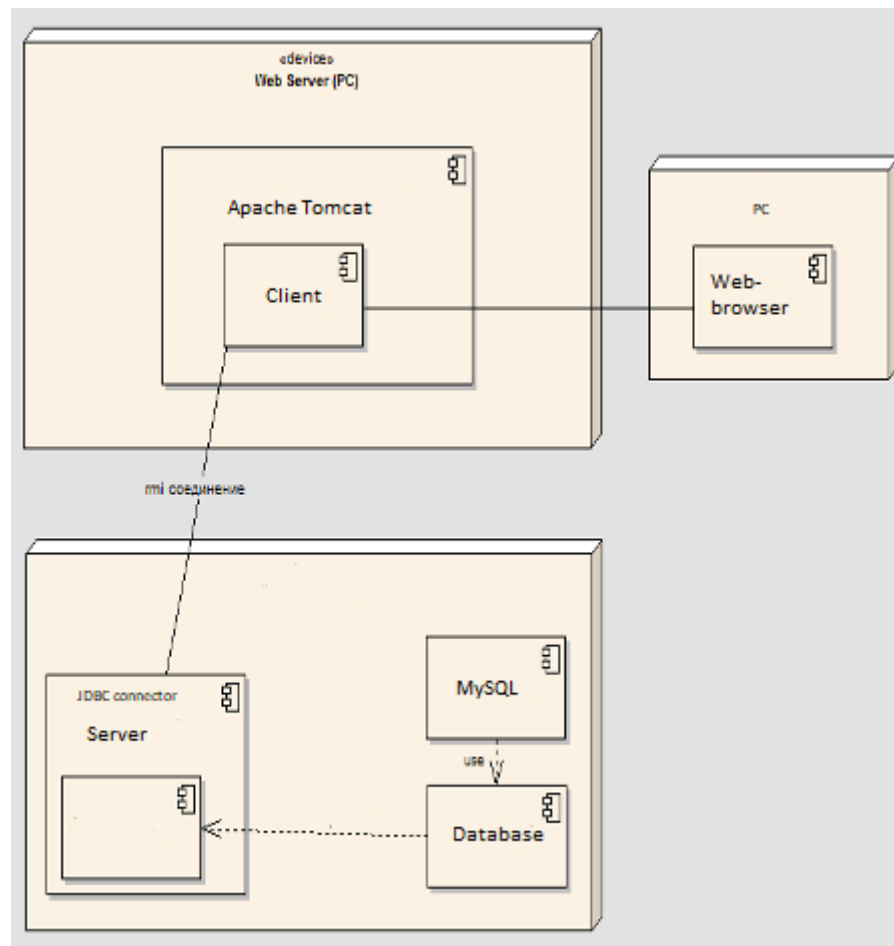 «device»
Web Server (PC)
Apache Tomcat
Client
PC
Web-
browser
rmi соединение
JDBC connector
Server
MySQL
use
Database